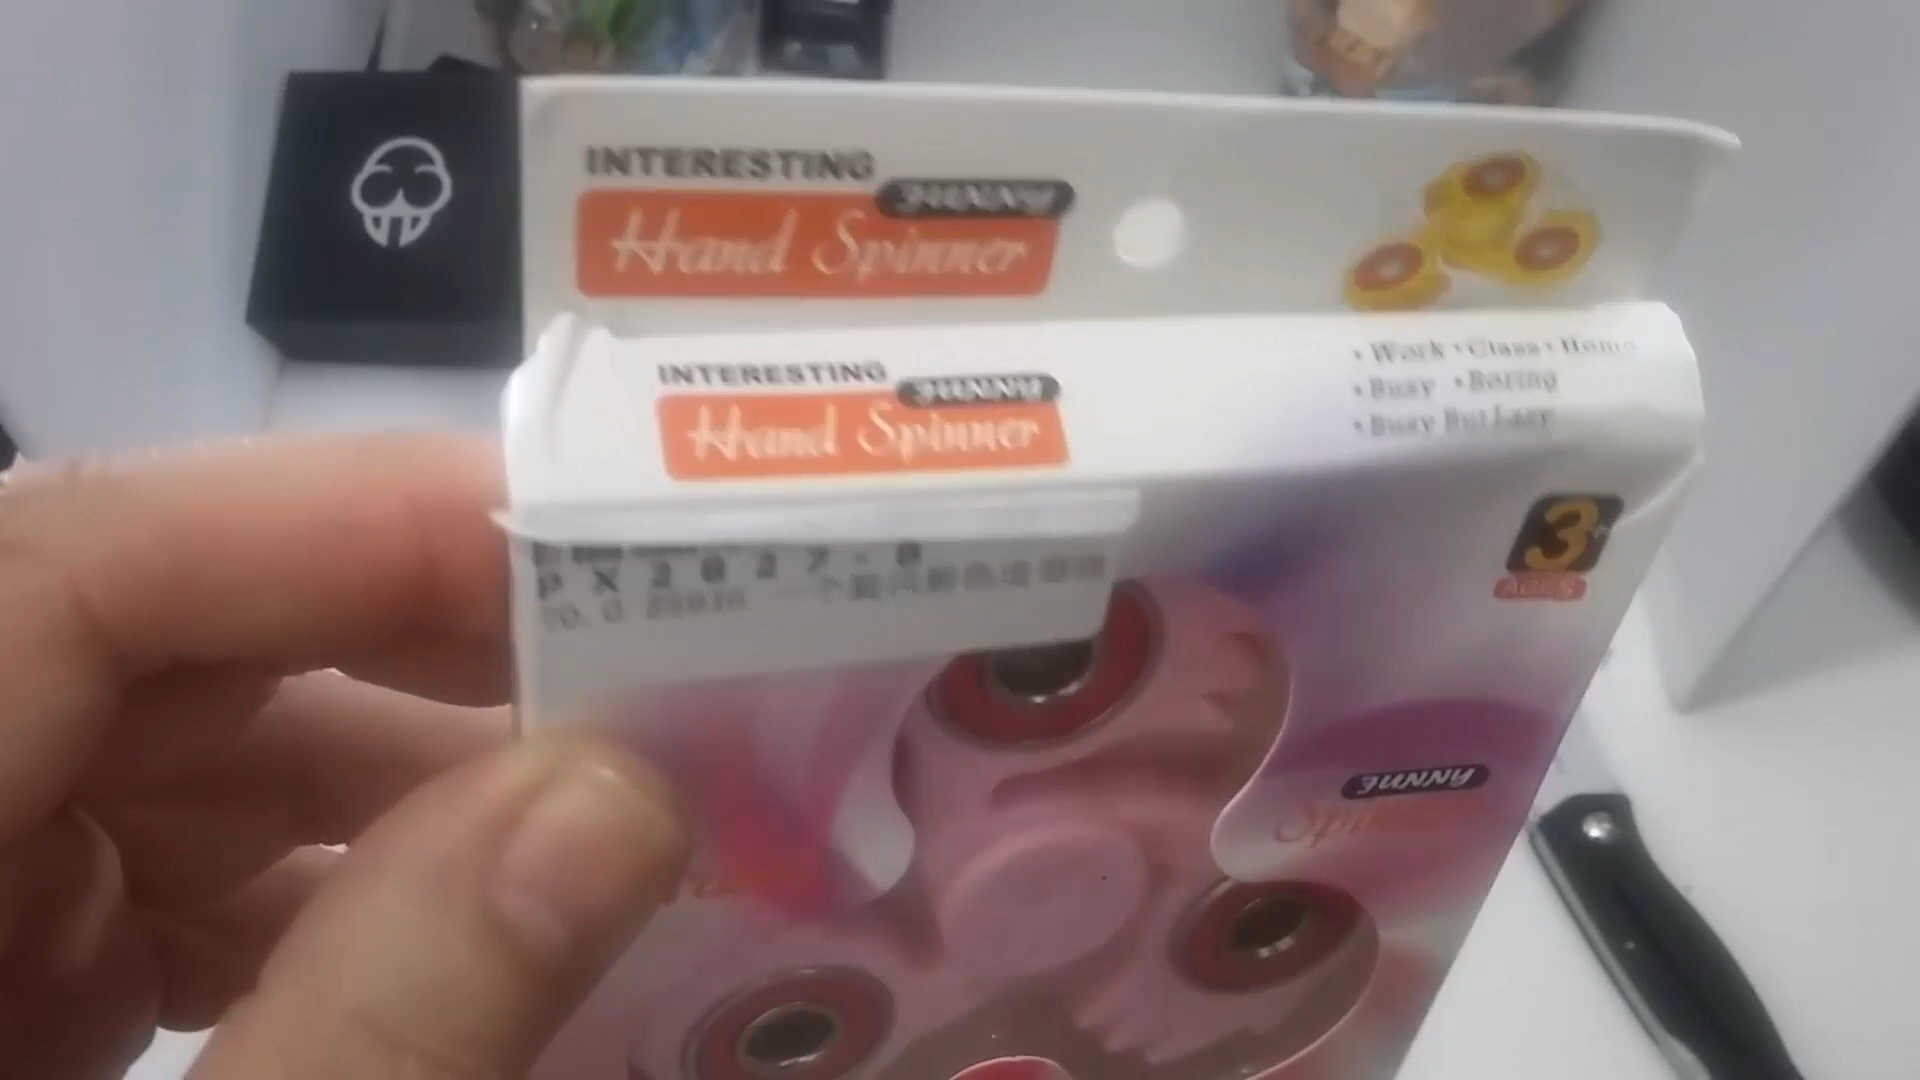 INTERESTING
FUNNY
Hand Spinner
INTERESTING
FUNNY
Hand Spinner
• Work • Class • Home
• Busy • Boring
• Busy But Lazy
3+
AGES
PX2827-B
FUNNY